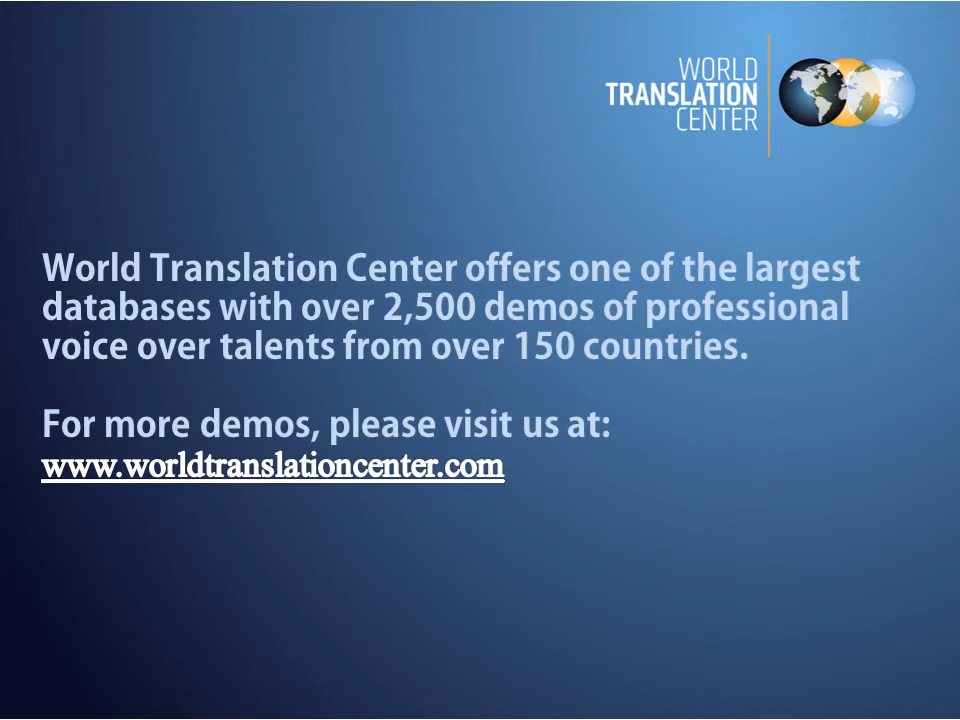 WORLD
TRANSLATION
CENTER
World Translation Center offers one of the largest
databases with over 2,500 demos of professional
voice over talents from over 150 countries.
For more demos, please visit us at:
www.worldtranslationcenter.com